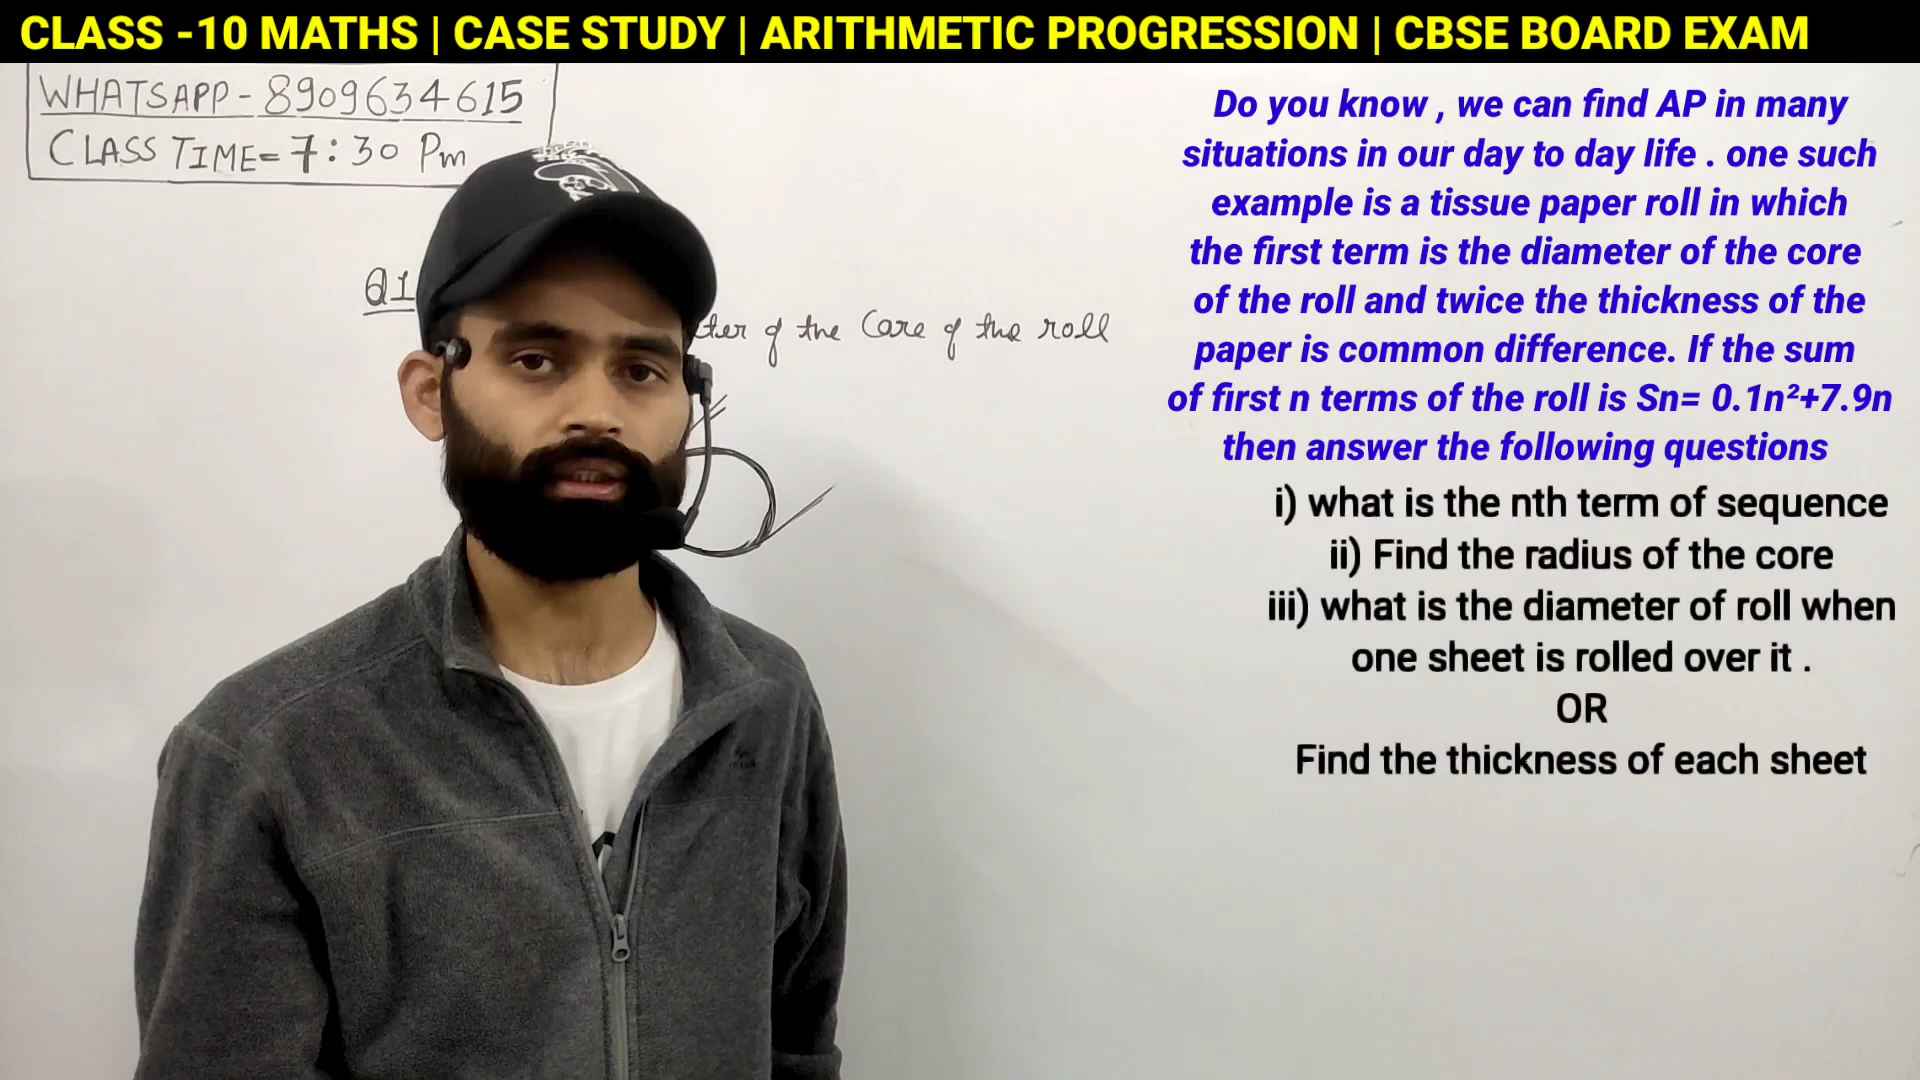 CLASS -10 MATHS | CASE STUDY | ARITHMETIC PROGRESSION | CBSE BOARD EXAM
WHATSAPP - 8909634615
CLASS TIME = 7:30 Pm
Q1
ter of the Core of the roll
Do you know , we can find AP in many
situations in our day to day life . one such
example is a tissue paper roll in which
the first term is the diameter of the core
of the roll and twice the thickness of the
paper is common difference. If the sum
of first n terms of the roll is Sn= 0.1n²+7.9n
then answer the following questions
i) what is the nth term of sequence
ii) Find the radius of the core
iii) what is the diameter of roll when
one sheet is rolled over it .
OR
Find the thickness of each sheet